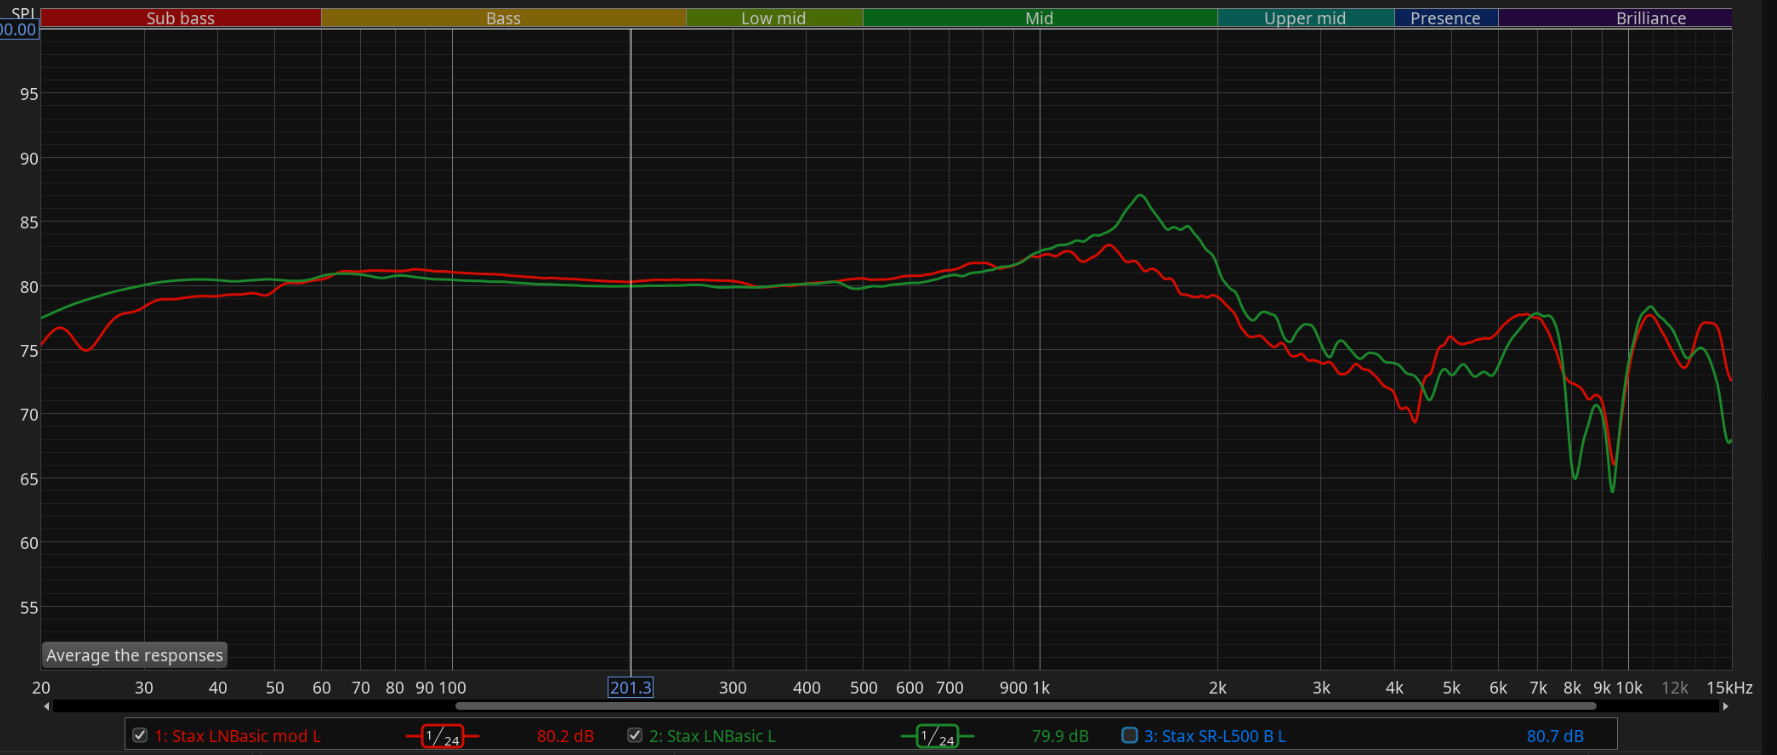 SPL
Sub bass Bass Low mid Mid Upper mid Presence Brilliance
00.00
95
90
85
80
75
70
65
60
55
Average the responses
20 30 40 50 60 70 80 90 100 201.3 300 400 500 600 700 900 1k 2k 3k 4k 5k 6k 7k 8k 9k 10k 12k 15kHz
1: Stax LNBasic mod L 1/24 80.2 dB 2: Stax LNBasic L 1/24 79.9 dB 3: Stax SR-L500 B L 80.7 dB